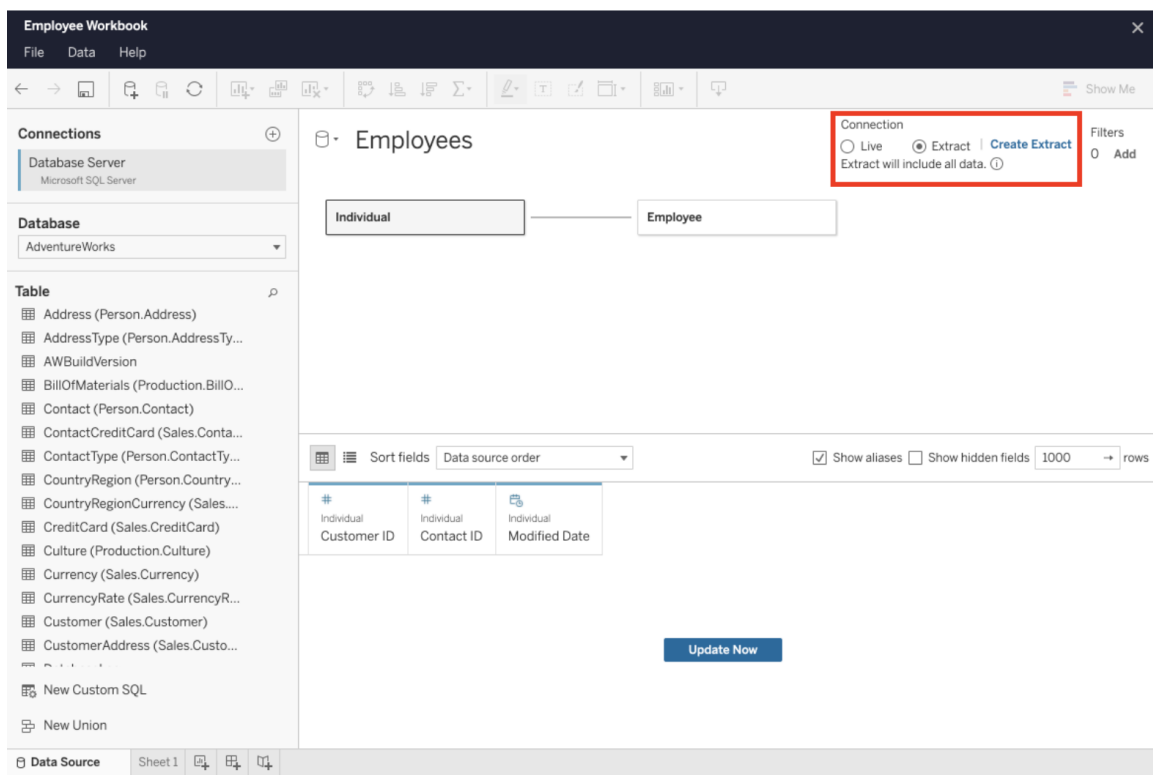 Employee Workbook
File Data Help
Show Me
Connections
Database Server
Microsoft SQL Server
Database
AdventureWorks
Table
Address (Person.Address)
AddressType (Person.AddressTy...
AWBuildVersion
BillOfMaterials (Production.BillO...
Contact (Person.Contact)
ContactCreditCard (Sales.Conta...
ContactType (Person.ContactTy...
CountryRegion (Person.Country...
CountryRegionCurrency (Sales....
CreditCard (Sales.CreditCard)
Culture (Production.Culture)
Currency (Sales.Currency)
CurrencyRate (Sales.CurrencyR...
Customer (Sales.Customer)
CustomerAddress (Sales.Custo...
New Custom SQL
New Union
Employees
Connection
Live Extract Create Extract
Extract will include all data.
Filters
0 Add
Individual Employee
Sort fields Data source order Show aliases Show hidden fields 1000 rows
# #
Individual Individual Individual
Customer ID Contact ID Modified Date
Update Now
Data Source Sheet 1